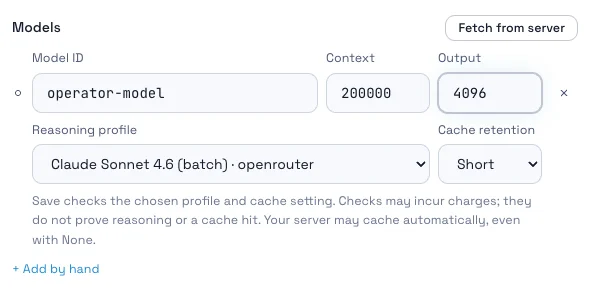 Models
Fetch from server
Model ID Context Output
operator-model 200000 4096 ×
Reasoning profile Cache retention
Claude Sonnet 4.6 (batch) · openrouter Short
Save checks the chosen profile and cache setting. Checks may incur charges; they
do not prove reasoning or a cache hit. Your server may cache automatically, even
with None.
+ Add by hand